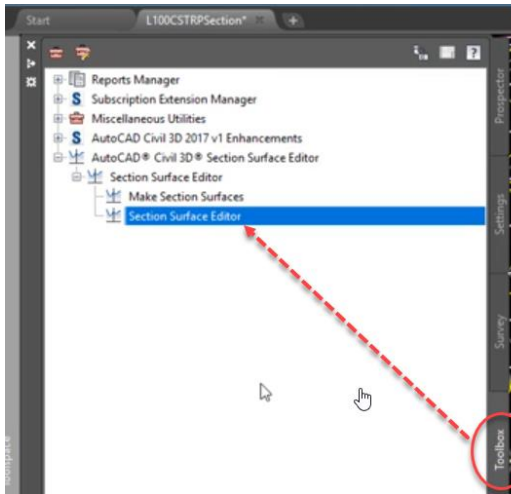 Start
L100CSTRPSection*
Reports Manager
S Subscription Extension Manager
Miscellaneous Utilities
S AutoCAD Civil 3D 2017 v1 Enhancements
AutoCAD® Civil 3D® Section Surface Editor
Section Surface Editor
Make Section Surfaces
Section Surface Editor
Prospector
Settings
Survey
Toolbox